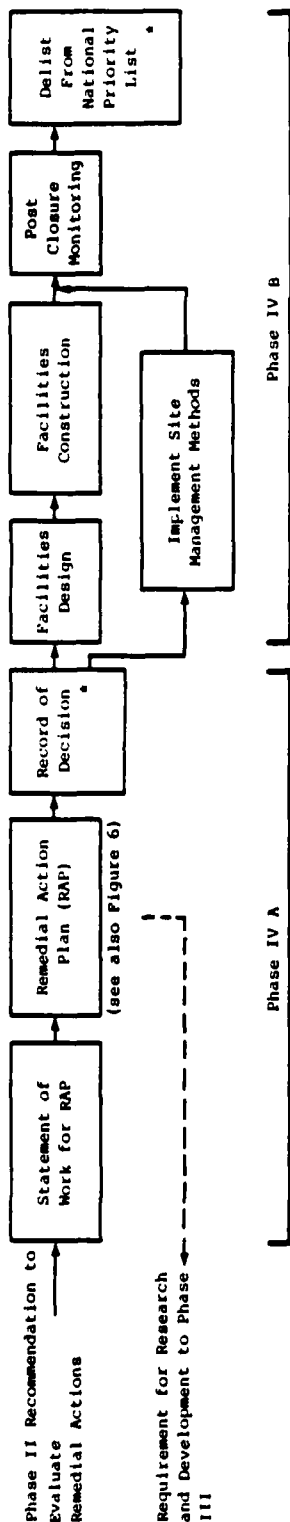 Phase II Recommendation to
Evaluate
Remedial Actions
Statement of
Work for RAP
Remedial Action
Plan (RAP)
(see also Figure 6)
Record of
Decision *
Facilities
Design
Facilities
Construction
Post
Closure
Monitoring
Delist
From
National
Priority
List *
Implement Site
Management Methods
Requirement for Research
and Development to Phase
III
Phase IV A
Phase IV B